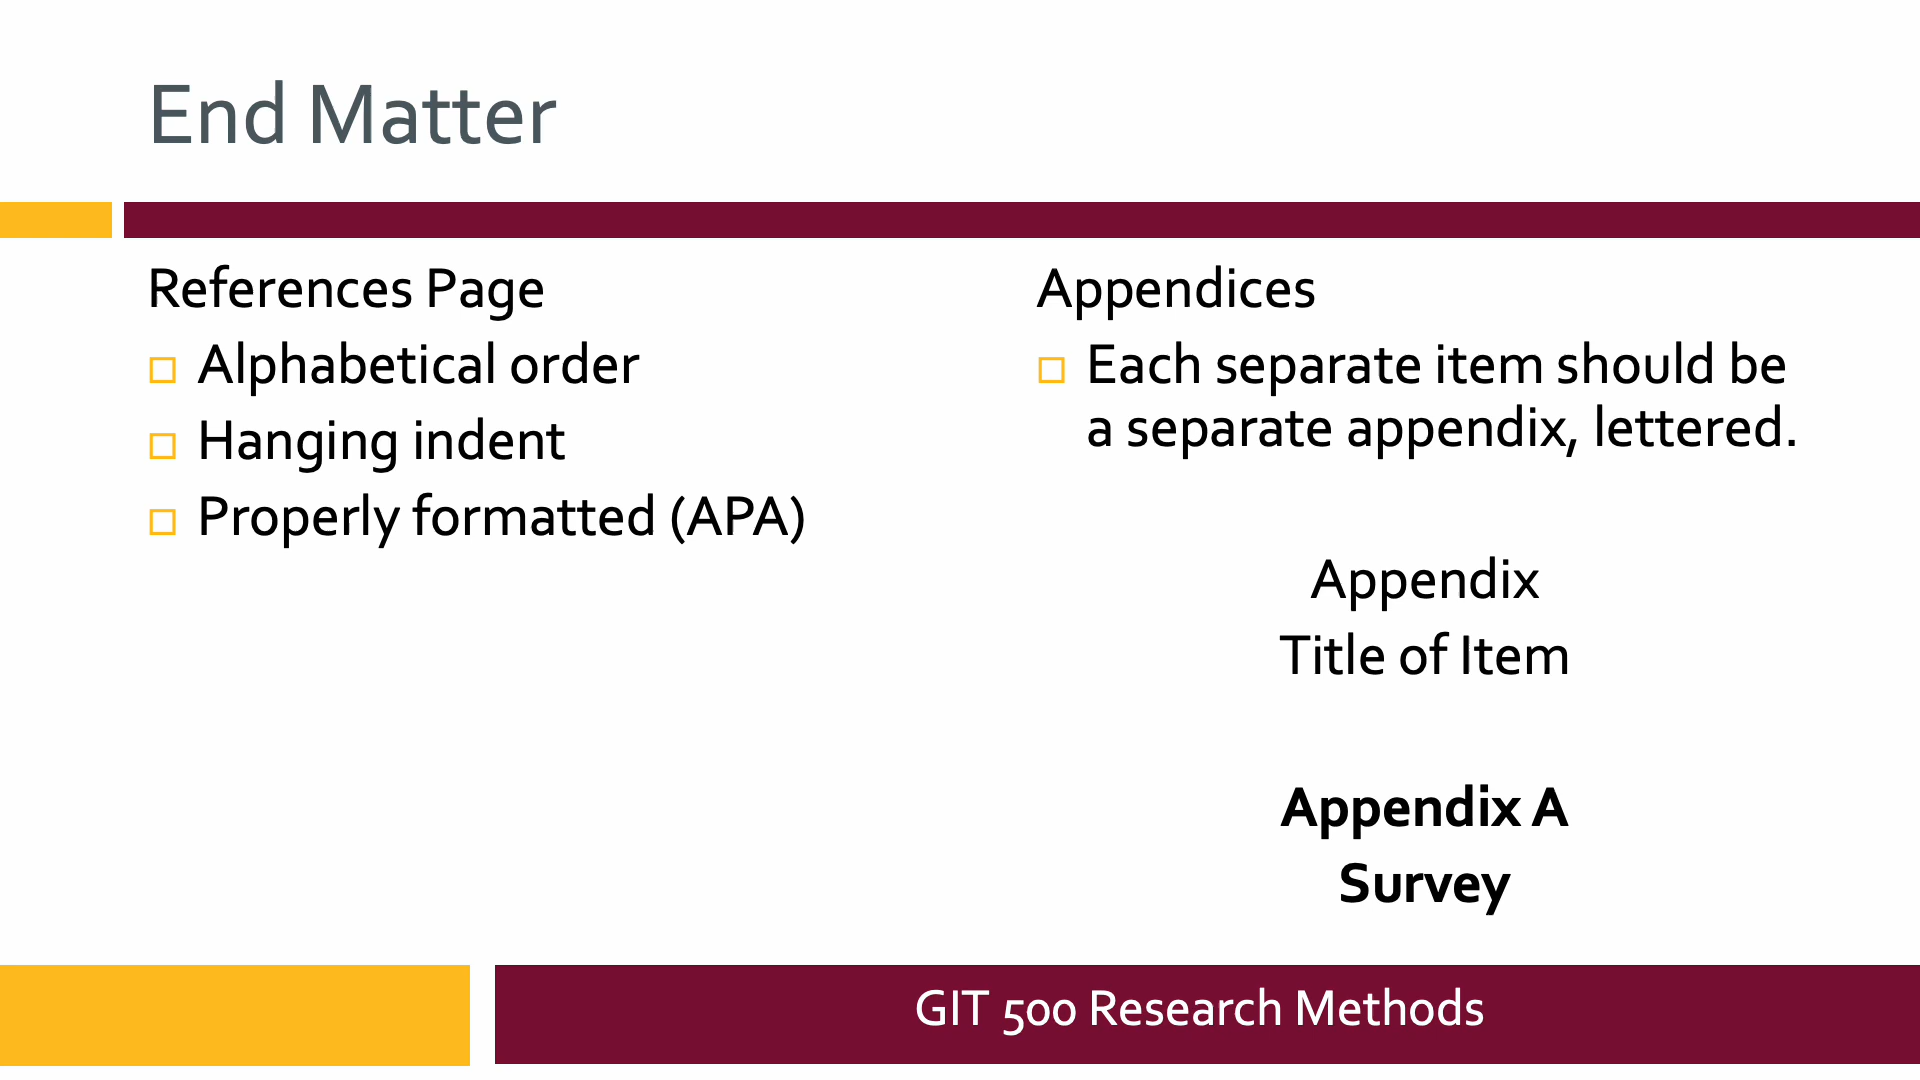 End Matter
References Page
Alphabetical order
Hanging indent
Properly formatted (APA)
Appendices
Each separate item should be
a separate appendix, lettered.
Appendix
Title of Item
Appendix A
Survey
GIT 500 Research Methods